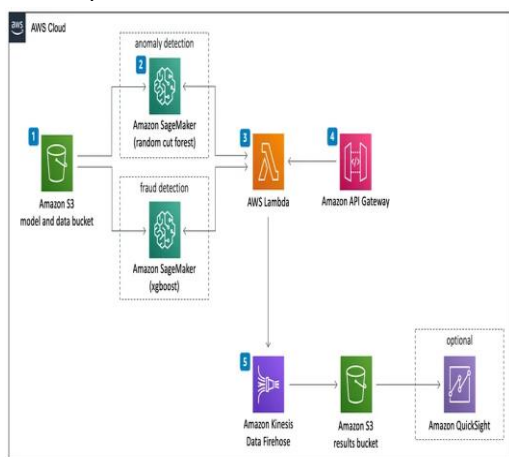 aws
AWS Cloud
anomaly detection
2
Amazon SageMaker
(random cut forest)
1
Amazon S3
model and data bucket
3
AWS Lambda
4
Amazon API Gateway
fraud detection
Amazon SageMaker
(xgboost)
5
Amazon Kinesis
Data Firehose
Amazon S3
results bucket
optional
Amazon QuickSight